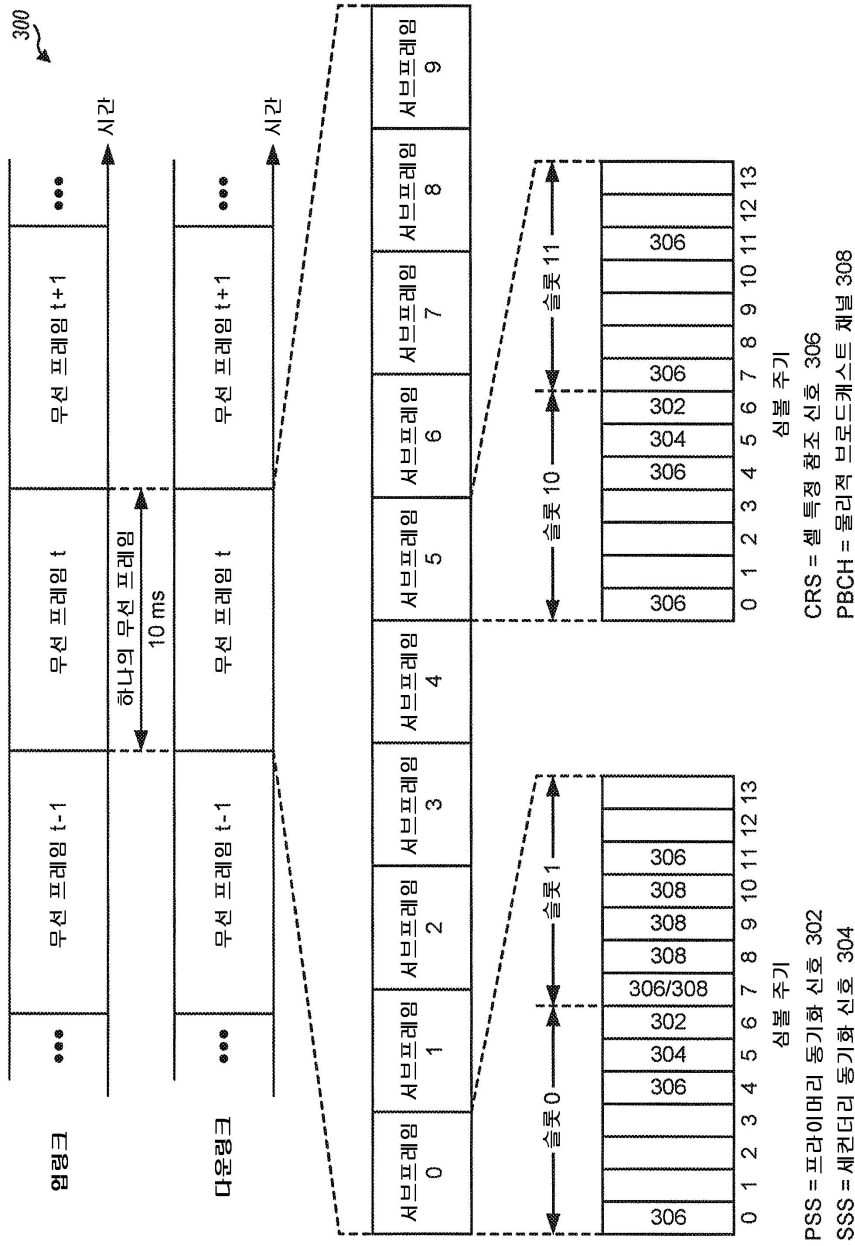 300
업링크
••• 무선 프레임 t-1 무선 프레임 t 무선 프레임 t+1 •••
시간
하나의 무선 프레임
10 ms
다운링크
••• 무선 프레임 t-1 무선 프레임 t 무선 프레임 t+1 •••
시간
서브프레임 서브프레임 서브프레임 서브프레임 서브프레임 서브프레임 서브프레임 서브프레임 서브프레임 서브프레임
0 1 2 3 4 5 6 7 8 9
슬롯 0 슬롯 1
306 306 304 302 306/308 308 308 308 306
0 1 2 3 4 5 6 7 8 9 10 11 12 13
심볼 주기
슬롯 10 슬롯 11
306 306 304 302 306 306
0 1 2 3 4 5 6 7 8 9 10 11 12 13
심볼 주기
PSS = 프라이머리 동기화 신호 302
SSS = 세컨더리 동기화 신호 304
CRS = 셀 특정 참조 신호 306
PBCH = 물리적 브로드캐스트 채널 308